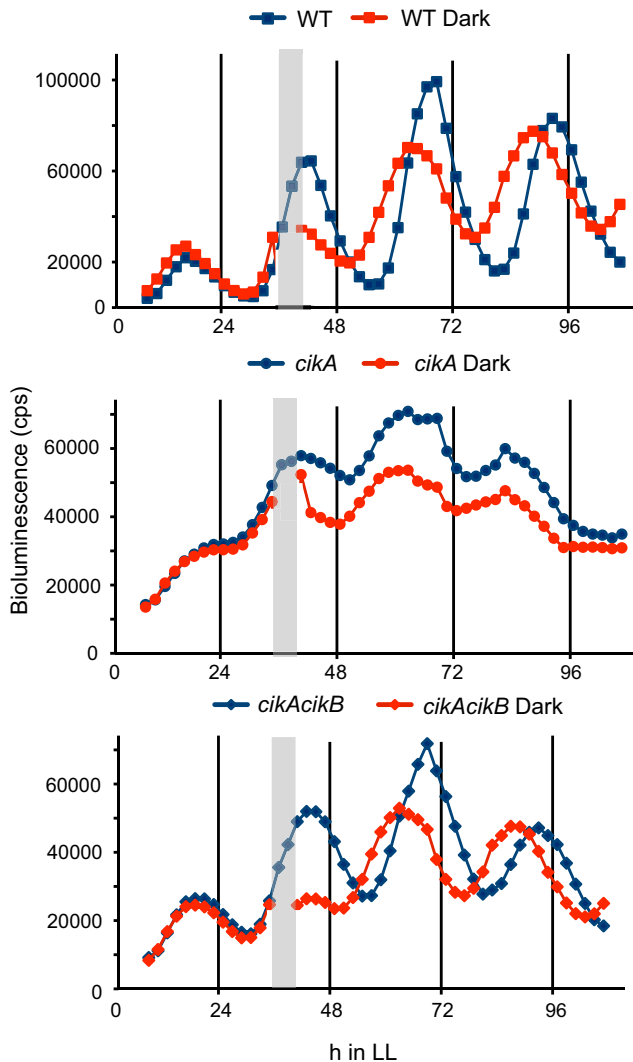 WT WT Dark
100000
60000
20000
0
0 24 48 72 96
cikA cikA Dark
60000
40000
20000
0
0 24 48 72 96
cikAcikB cikAcikB Dark
60000
40000
20000
0
0 24 48 72 96
Bioluminescence (cps)
h in LL